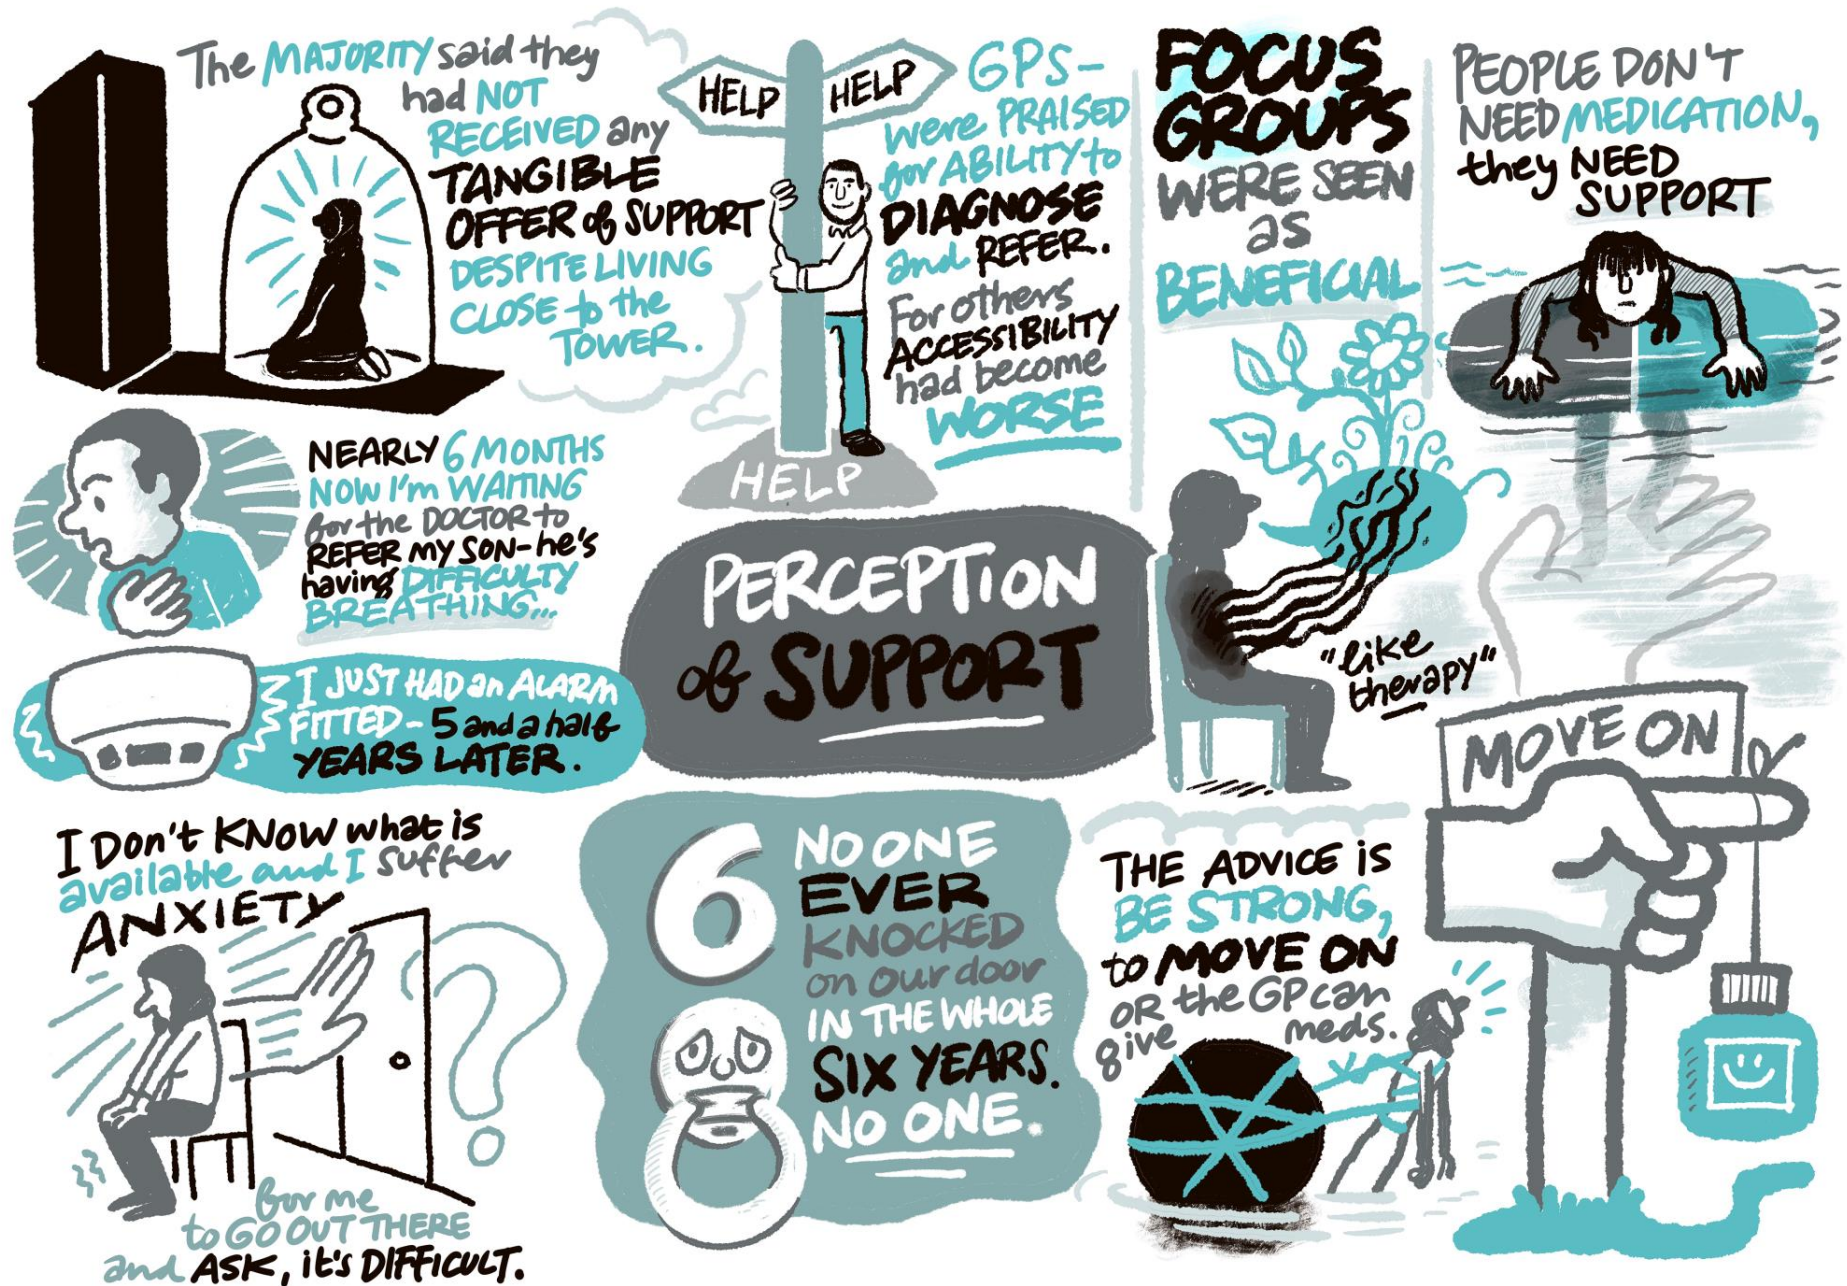 The MAJORITY said they
had NOT
RECEIVED any
TANGIBLE
OFFER of SUPPORT
DESPITE LIVING
CLOSE to the
TOWER.
HELP
HELP
HELP
GPS-
were PRAISED
for ABILITY to
DIAGNOSE
and REFER.
For others
ACCESSIBILITY
had become
WORSE
FOCUS
GROUPS
WERE SEEN
as
BENEFICIAL
"like
therapy"
PEOPLE DON'T
NEED MEDICATION,
they NEED
SUPPORT
NEARLY 6 MONTHS
NOW I'm WAITING
for the DOCTOR to
REFER MY SON-he's
having DIFFICULTY
BREATHING...
PERCEPTION
of SUPPORT
I JUST HAD an ALARM
FITTED - 5 and a half
YEARS LATER.
I DON'T KNOW what is
available and I suffer
ANXIETY
for me
to GO OUT THERE
and ASK, it's DIFFICULT.
6
NO ONE
EVER
KNOCKED
on our door
IN THE WHOLE
SIX YEARS.
NO ONE.
THE ADVICE IS
BE STRONG,
to MOVE ON
OR the GP can
give meds.
MOVE ON